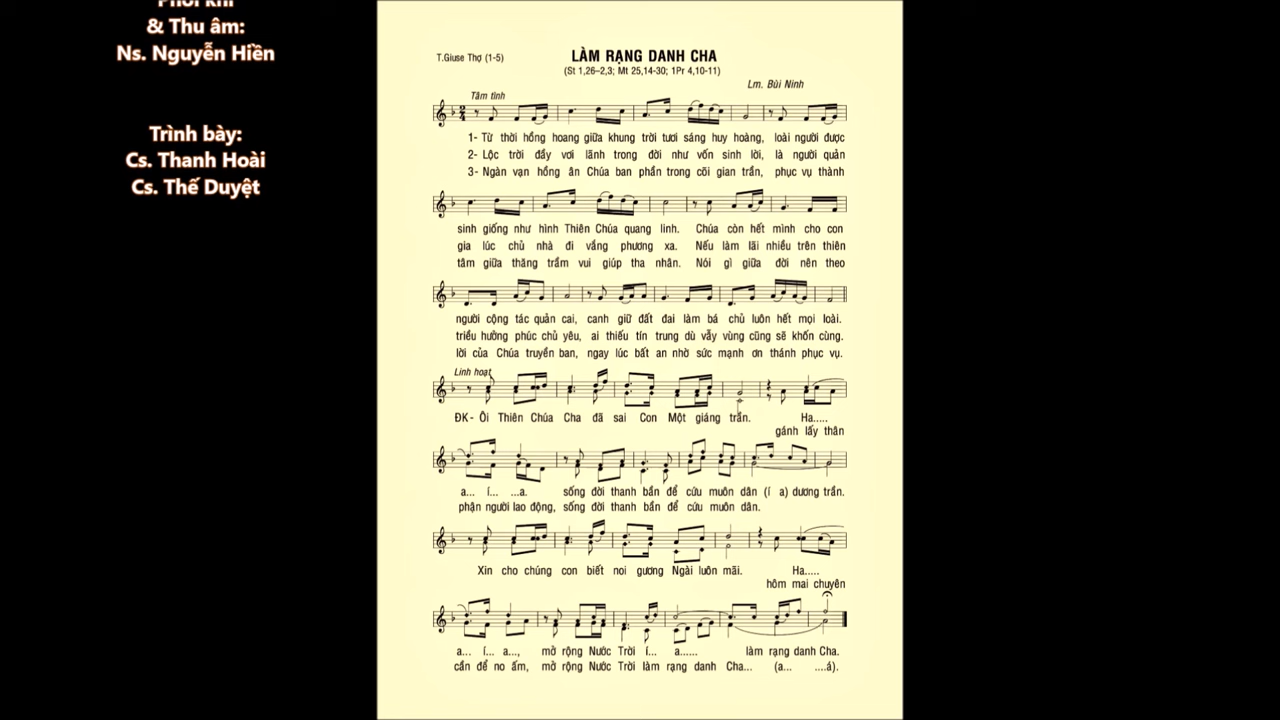 Phối khí
& Thu âm:
Ns. Nguyễn Hiền
Trình bày:
Cs. Thanh Hoài
Cs. Thế Duyệt
T.Giuse Thợ (1-5)
LÀM RẠNG DANH CHA
(St 1,26–2,3; Mt 25,14-30; 1Pr 4,10-11)
Lm. Bùi Ninh
Tâm tình
1- Từ thời hồng hoang giữa khung trời tươi sáng huy hoàng, loài người được
2- Lộc trời đầy vơi lãnh trong đời như vốn sinh lời, là người quản
3- Ngàn vạn hồng ân Chúa ban phần trong cõi gian trần, phục vụ thành
sinh giống như hình Thiên Chúa quang linh. Chúa còn hết mình cho con
gia lúc chủ nhà đi vắng phương xa. Nếu làm lãi nhiều trên thiên
tâm giữa thăng trầm vui giúp tha nhân. Nói gì giữa đời nên theo
người cộng tác quản cai, canh giữ đất đai làm bá chủ luôn hết mọi loài.
triều hưởng phúc chủ yêu, ai thiếu tín trung dù vẫy vùng cũng sẽ khốn cùng.
lời của Chúa truyền ban, ngay lúc bất an nhờ sức mạnh ơn thánh phục vụ.
Linh hoạt
ĐK- Ôi Thiên Chúa Cha đã sai Con Một giáng trần. Ha.....
gánh lấy thân
a... í... ...a. sống đời thanh bần để cứu muôn dân (í a) dương trần.
phận người lao động, sống đời thanh bần để cứu muôn dân.
Xin cho chúng con biết noi gương Ngài luôn mãi. Ha.....
hôm mai chuyên
a... í... a..., mở rộng Nước Trời í... a...... làm rạng danh Cha.
cần để no ấm, mở rộng Nước Trời làm rạng danh Cha... (a... ....á).